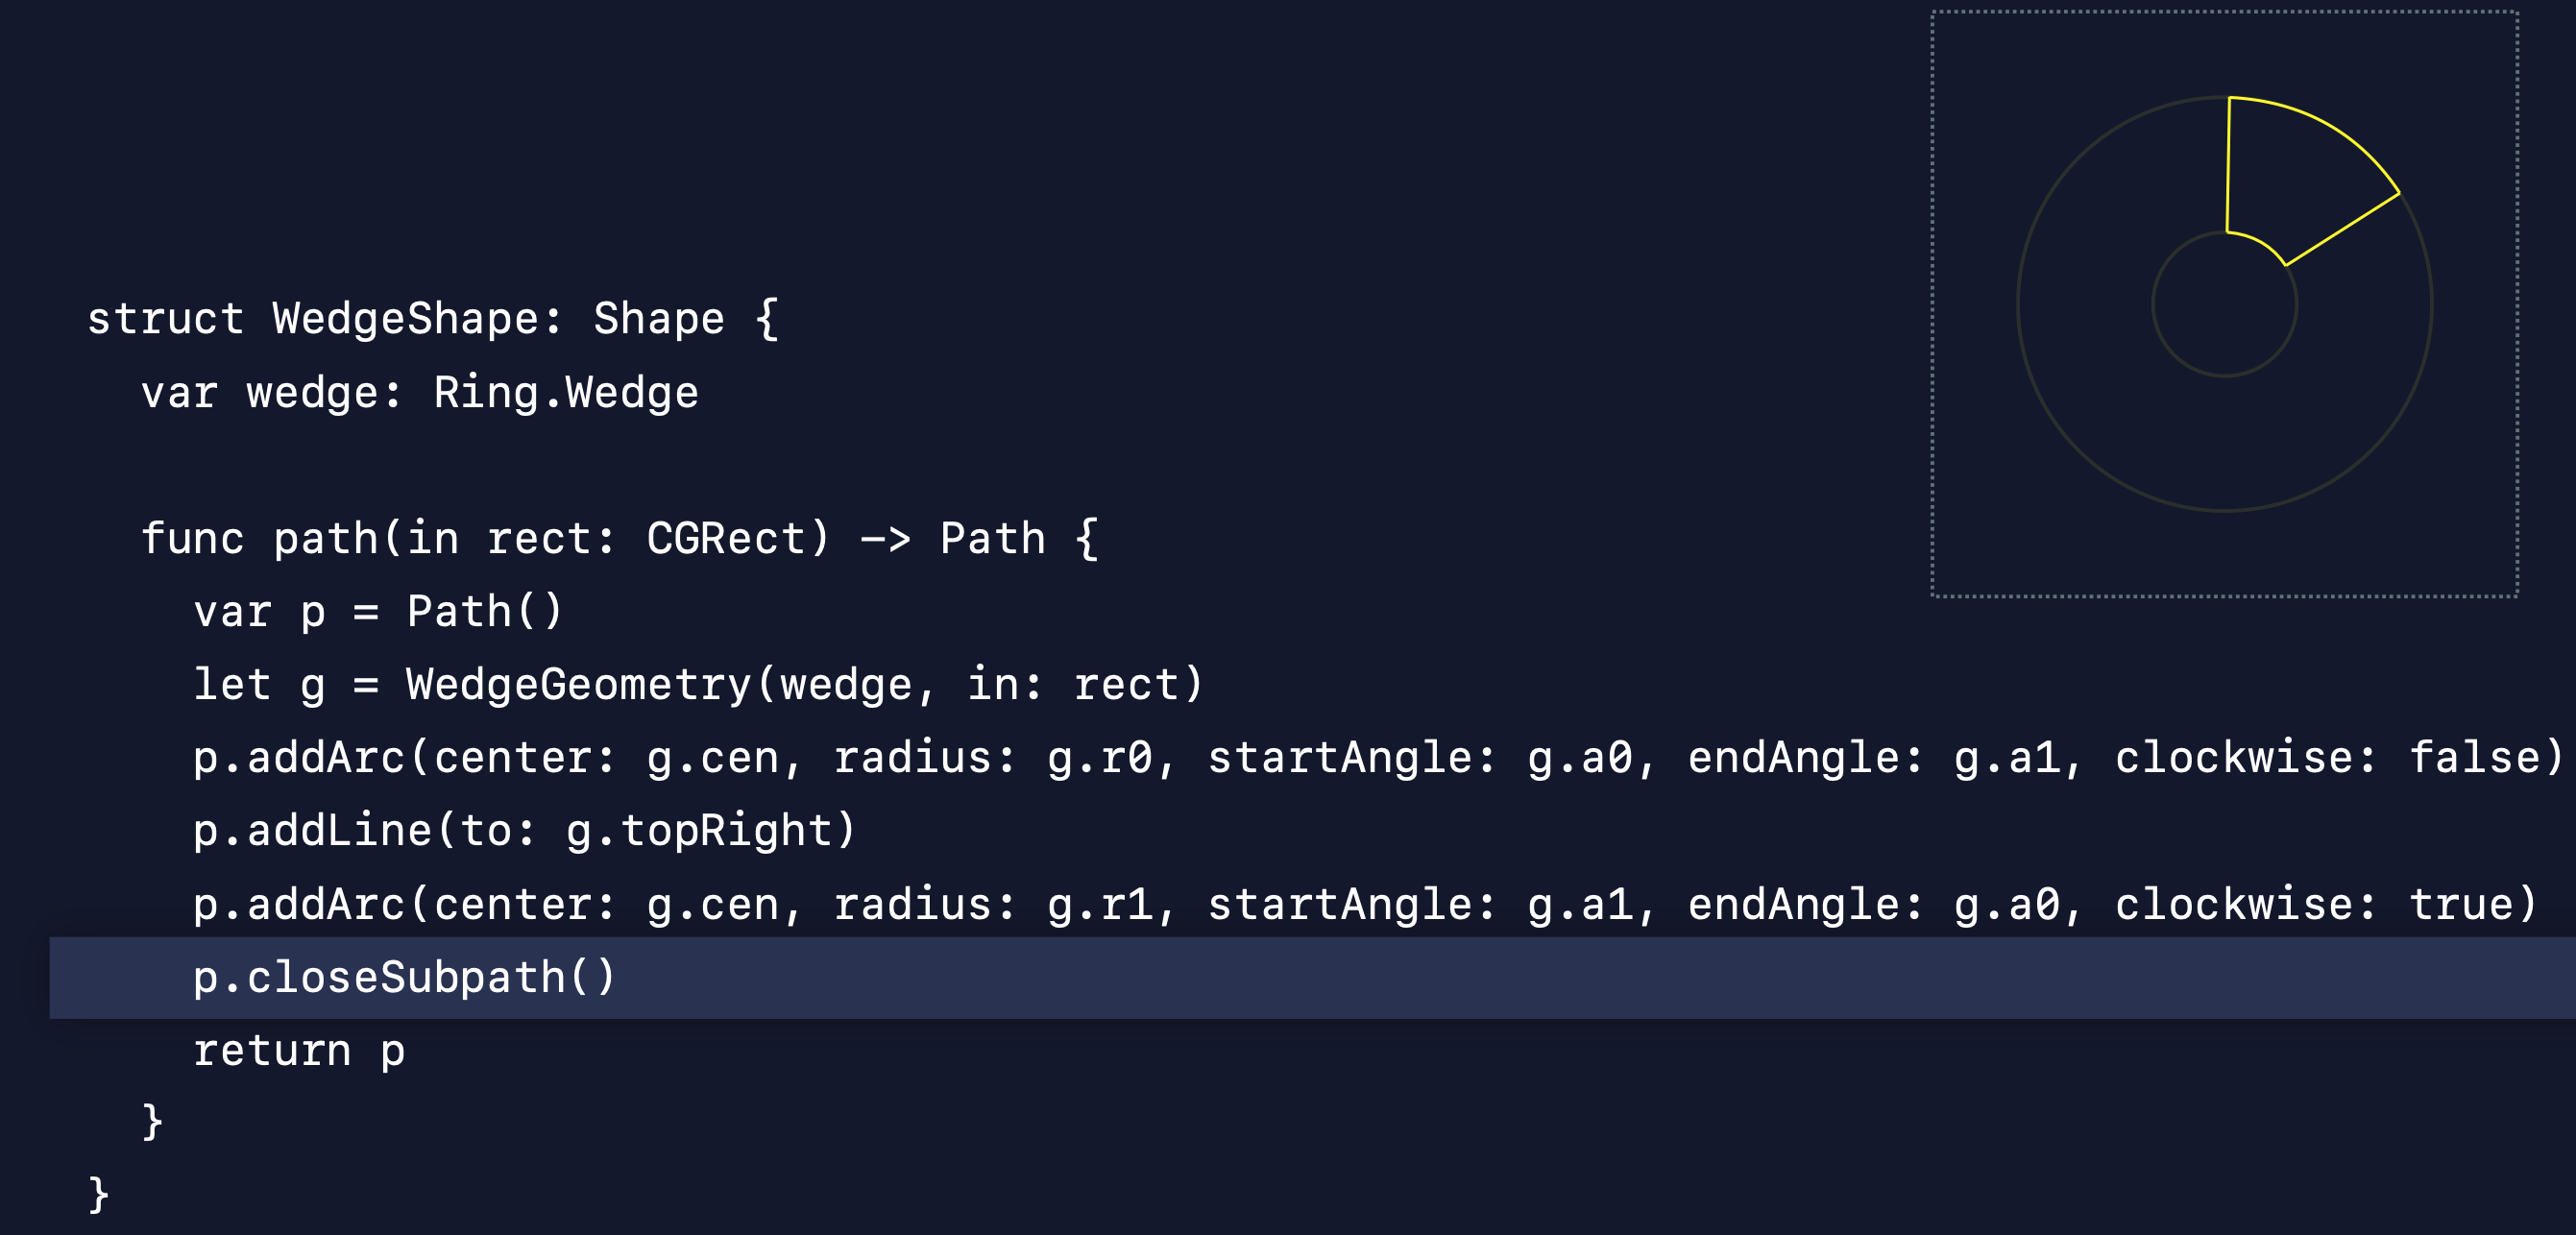 struct WedgeShape: Shape {
  var wedge: Ring.Wedge

  func path(in rect: CGRect) -> Path {
    var p = Path()
    let g = WedgeGeometry(wedge, in: rect)
    p.addArc(center: g.cen, radius: g.r0, startAngle: g.a0, endAngle: g.a1, clockwise: false)
    p.addLine(to: g.topRight)
    p.addArc(center: g.cen, radius: g.r1, startAngle: g.a1, endAngle: g.a0, clockwise: true)
    p.closeSubpath()
    return p
  }
}